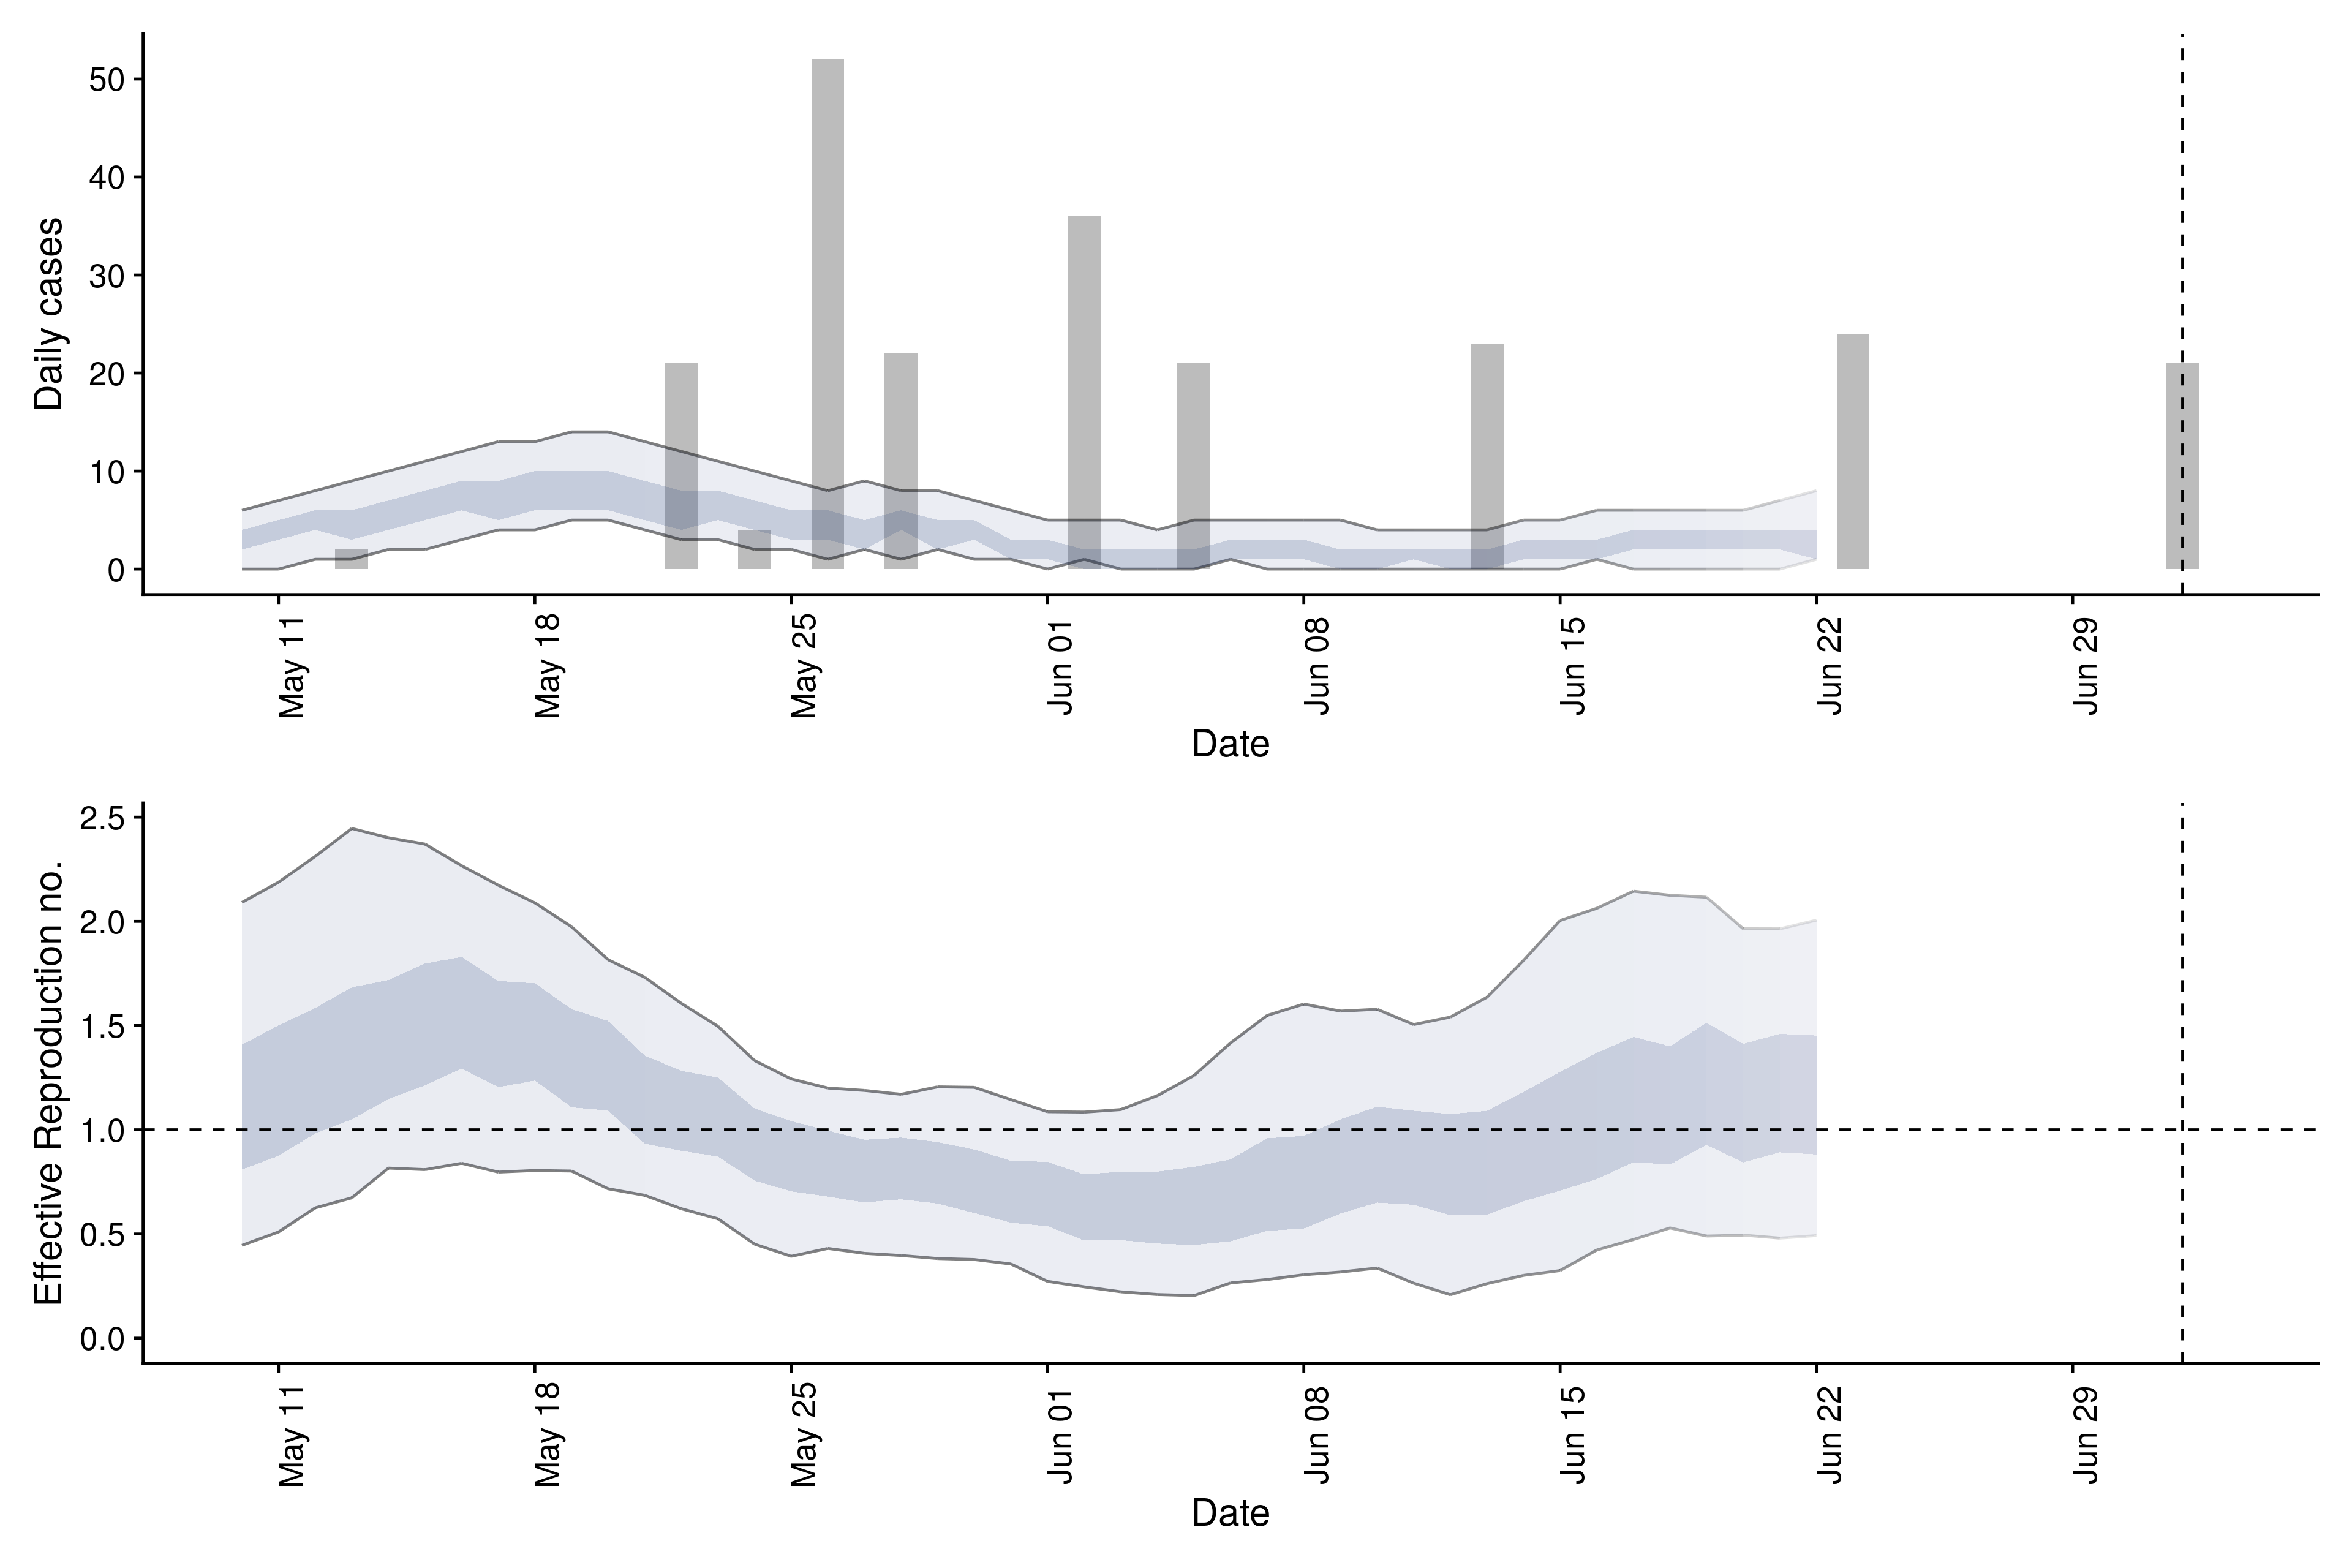 Daily cases
50
40
30
20
10
0
May 11
May 18
May 25
Jun 01
Jun 08
Jun 15
Jun 22
Jun 29
Date
Effective Reproduction no.
2.5
2.0
1.5
1.0
0.5
0.0
May 11
May 18
May 25
Jun 01
Jun 08
Jun 15
Jun 22
Jun 29
Date